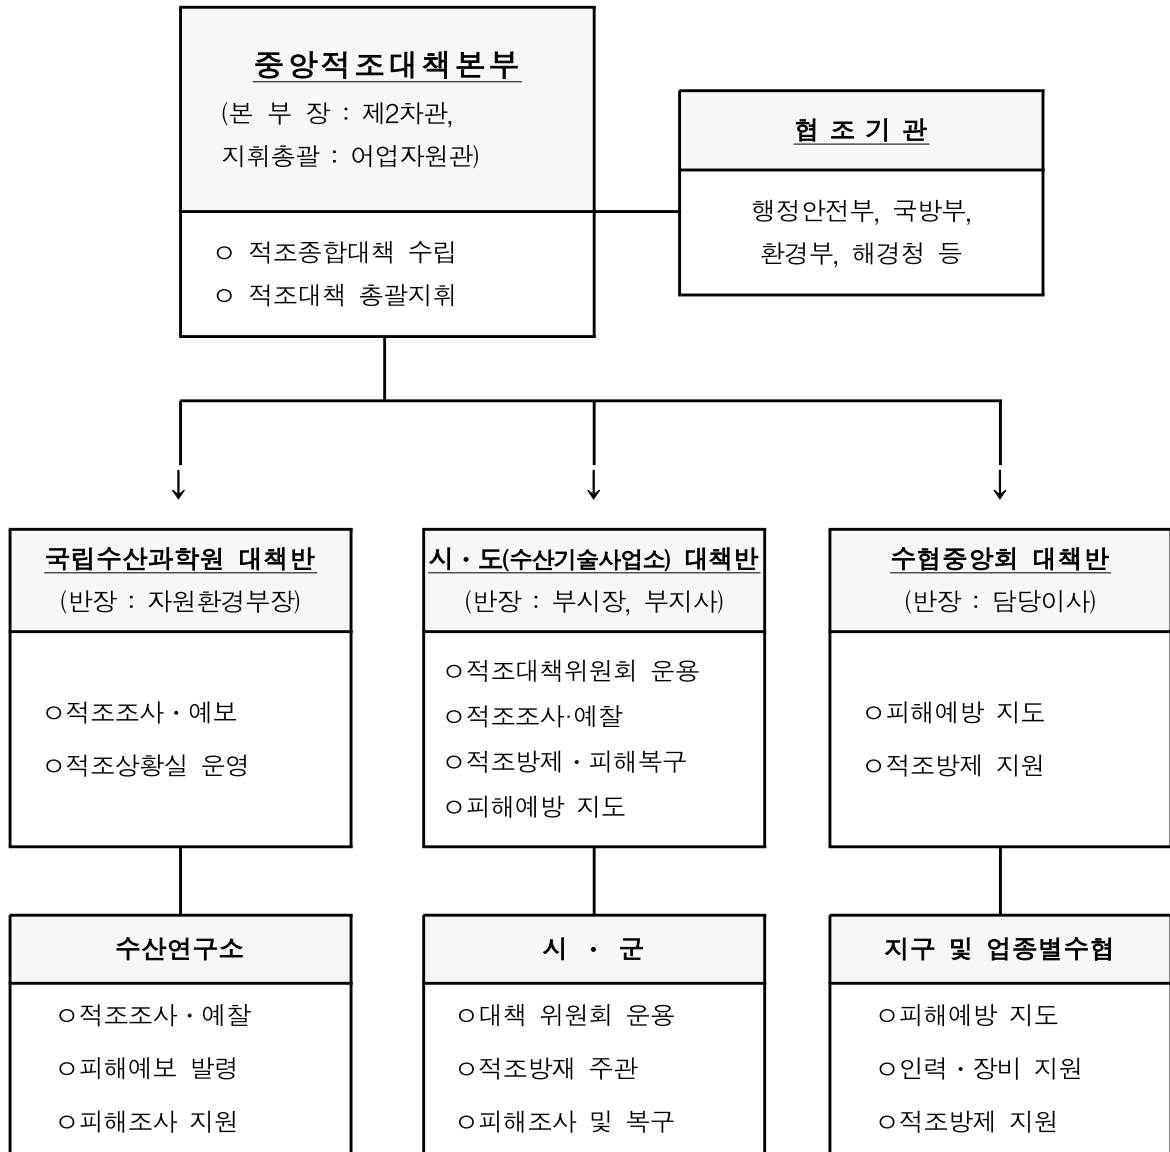 중앙적조대책본부
(본 부 장 : 제2차관,
지휘총괄 : 어업자원관)
ㅇ 적조종합대책 수립
ㅇ 적조대책 총괄지휘
협 조 기 관
행정안전부, 국방부,
환경부, 해경청 등
국립수산과학원 대책반
(반장 : 자원환경부장)
ㅇ적조조사・예보
ㅇ적조상황실 운영
시・도(수산기술사업소) 대책반
(반장 : 부시장, 부지사)
ㅇ적조대책위원회 운용
ㅇ적조조사·예찰
ㅇ적조방제・피해복구
ㅇ피해예방 지도
수협중앙회 대책반
(반장 : 담당이사)
ㅇ피해예방 지도
ㅇ적조방제 지원
수산연구소
ㅇ적조조사・예찰
ㅇ피해예보 발령
ㅇ피해조사 지원
시 ・ 군
ㅇ대책 위원회 운용
ㅇ적조방재 주관
ㅇ피해조사 및 복구
지구 및 업종별수협
ㅇ피해예방 지도
ㅇ인력・장비 지원
ㅇ적조방제 지원